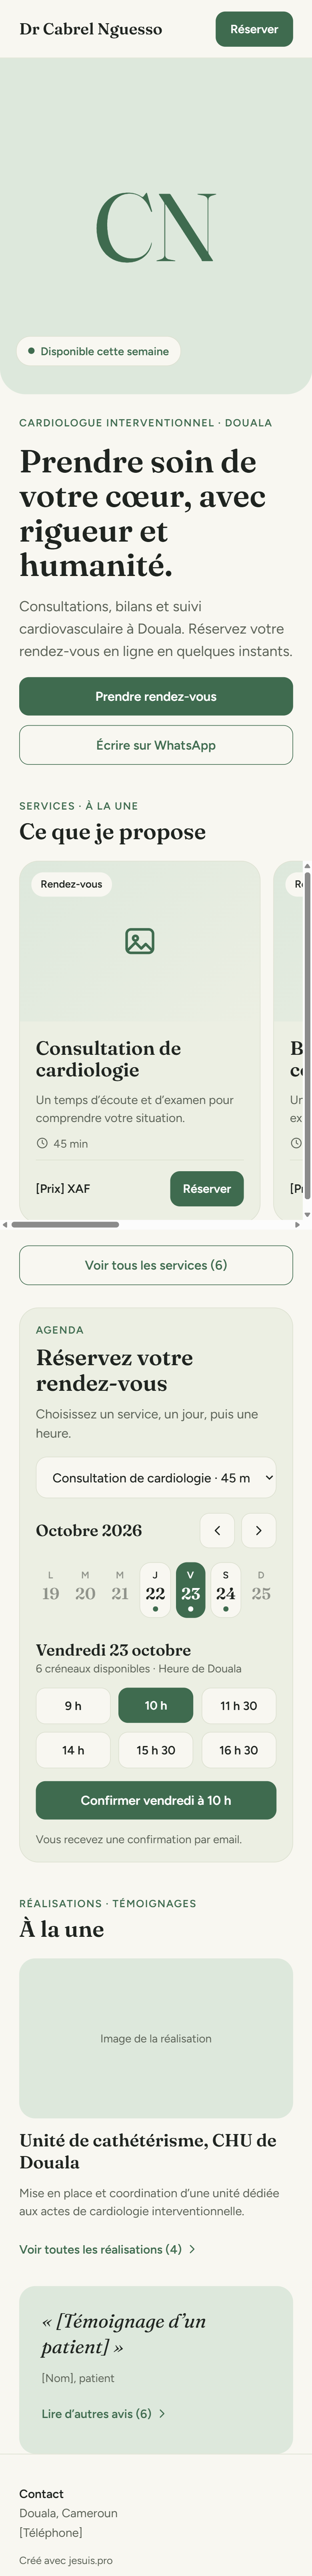 Dr Cabrel Nguesso
Réserver
CN
Disponible cette semaine
CARDIOLOGUE INTERVENTIONNEL · DOUALA
Prendre soin de
votre cœur, avec
rigueur et
humanité.
Consultations, bilans et suivi
cardiovasculaire à Douala. Réservez votre
rendez-vous en ligne en quelques instants.
Prendre rendez-vous
Écrire sur WhatsApp
SERVICES · À LA UNE
Ce que je propose
Rendez-vous
Consultation de
cardiologie
Un temps d’écoute et d’examen pour
comprendre votre situation.
45 min
[Prix] XAF
Réserver
Voir tous les services (6)
AGENDA
Réservez votre
rendez-vous
Choisissez un service, un jour, puis une
heure.
Consultation de cardiologie · 45 m
Octobre 2026
L M M J V S D
19 20 21 22 23 24 25
Vendredi 23 octobre
6 créneaux disponibles · Heure de Douala
9 h 10 h 11 h 30
14 h 15 h 30 16 h 30
Confirmer vendredi à 10 h
Vous recevez une confirmation par email.
RÉALISATIONS · TÉMOIGNAGES
À la une
Image de la réalisation
Unité de cathétérisme, CHU de
Douala
Mise en place et coordination d’une unité dédiée
aux actes de cardiologie interventionnelle.
Voir toutes les réalisations (4)
« [Témoignage d’un
patient] »
[Nom], patient
Lire d’autres avis (6)
Contact
Douala, Cameroun
[Téléphone]
Créé avec jesuis.pro